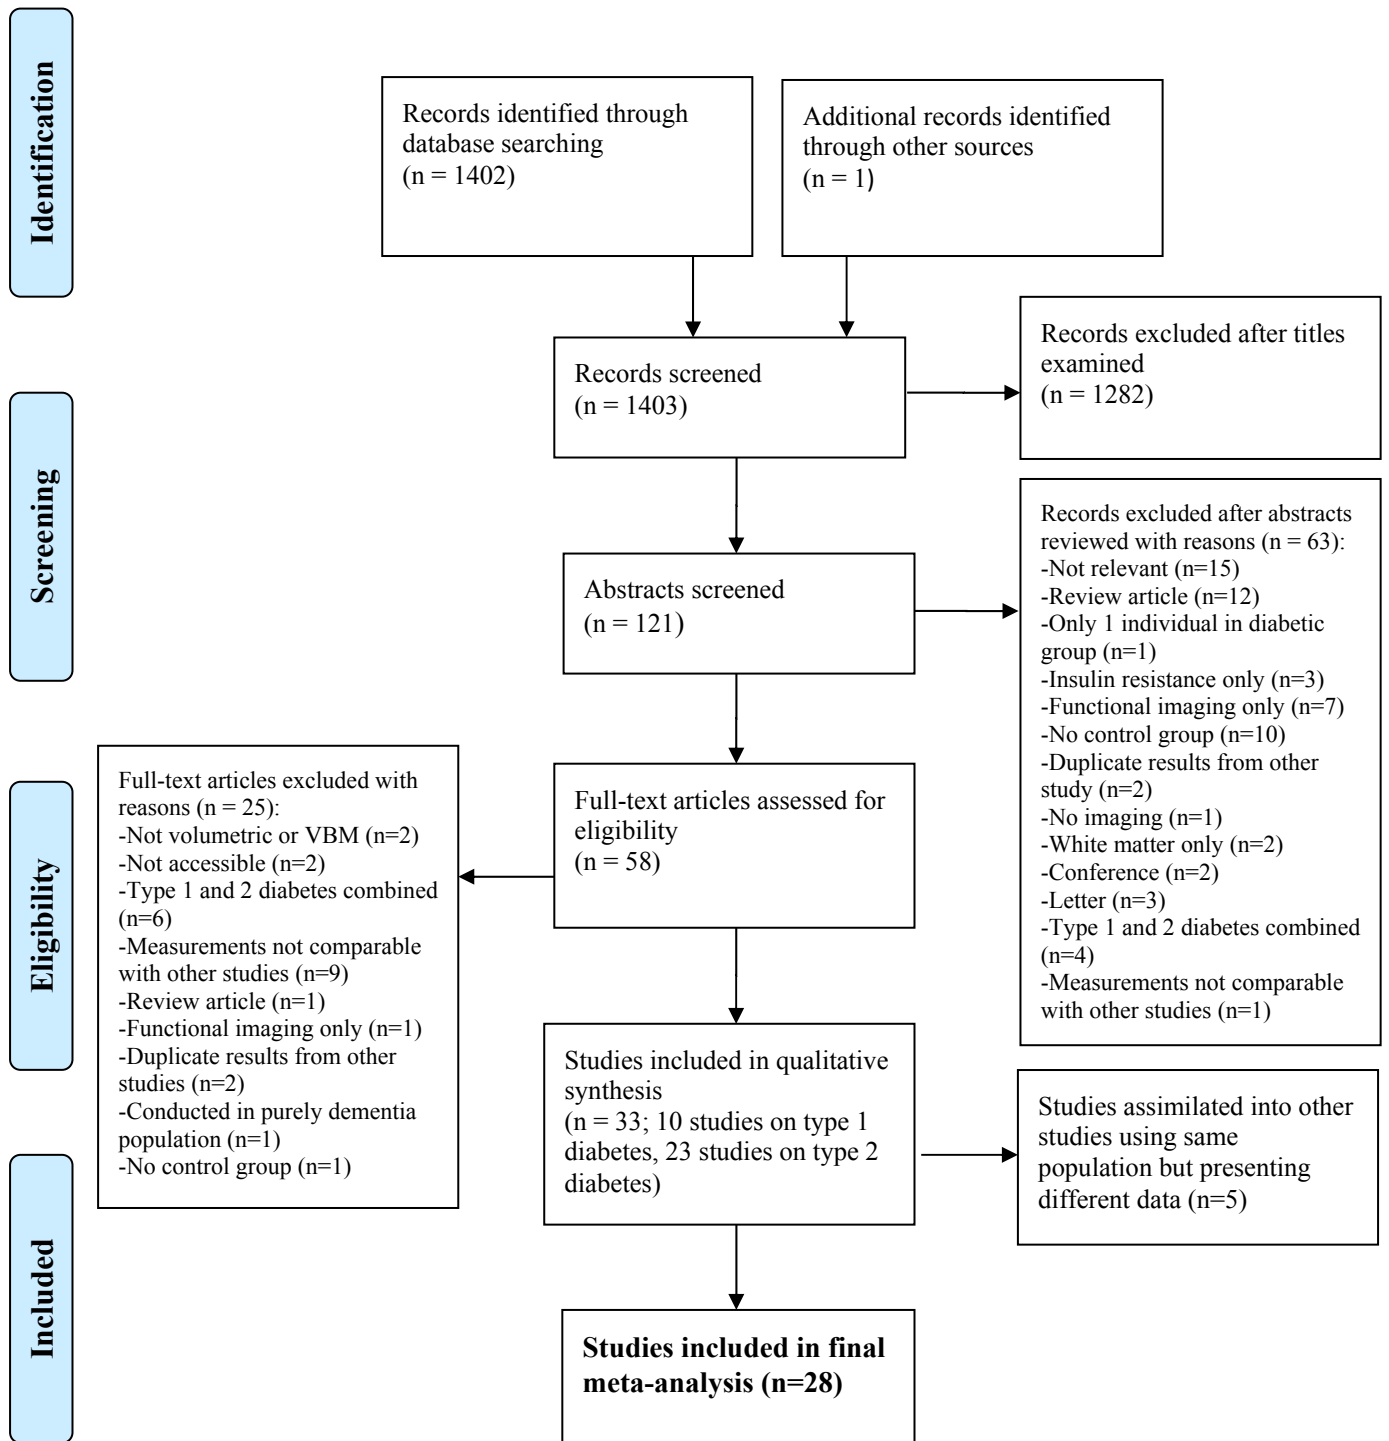 Identification
Records identified through
database searching
(n = 1402)
Additional records identified
through other sources
(n = 1)
Records screened
(n = 1403)
Records excluded after titles
examined
(n = 1282)
Screening
Abstracts screened
(n = 121)
Records excluded after abstracts
reviewed with reasons (n = 63):
-Not relevant (n=15)
-Review article (n=12)
-Only 1 individual in diabetic
group (n=1)
-Insulin resistance only (n=3)
-Functional imaging only (n=7)
-No control group (n=10)
-Duplicate results from other
study (n=2)
-No imaging (n=1)
-White matter only (n=2)
-Conference (n=2)
-Letter (n=3)
-Type 1 and 2 diabetes combined
(n=4)
-Measurements not comparable
with other studies (n=1)
Eligibility
Full-text articles assessed for
eligibility
(n = 58)
Full-text articles excluded with
reasons (n = 25):
-Not volumetric or VBM (n=2)
-Not accessible (n=2)
-Type 1 and 2 diabetes combined
(n=6)
-Measurements not comparable
with other studies (n=9)
-Review article (n=1)
-Functional imaging only (n=1)
-Duplicate results from other
studies (n=2)
-Conducted in purely dementia
population (n=1)
-No control group (n=1)
Studies included in qualitative
synthesis
(n = 33; 10 studies on type 1
diabetes, 23 studies on type 2
diabetes)
Studies assimilated into other
studies using same
population but presenting
different data (n=5)
Included
Studies included in final
meta-analysis (n=28)